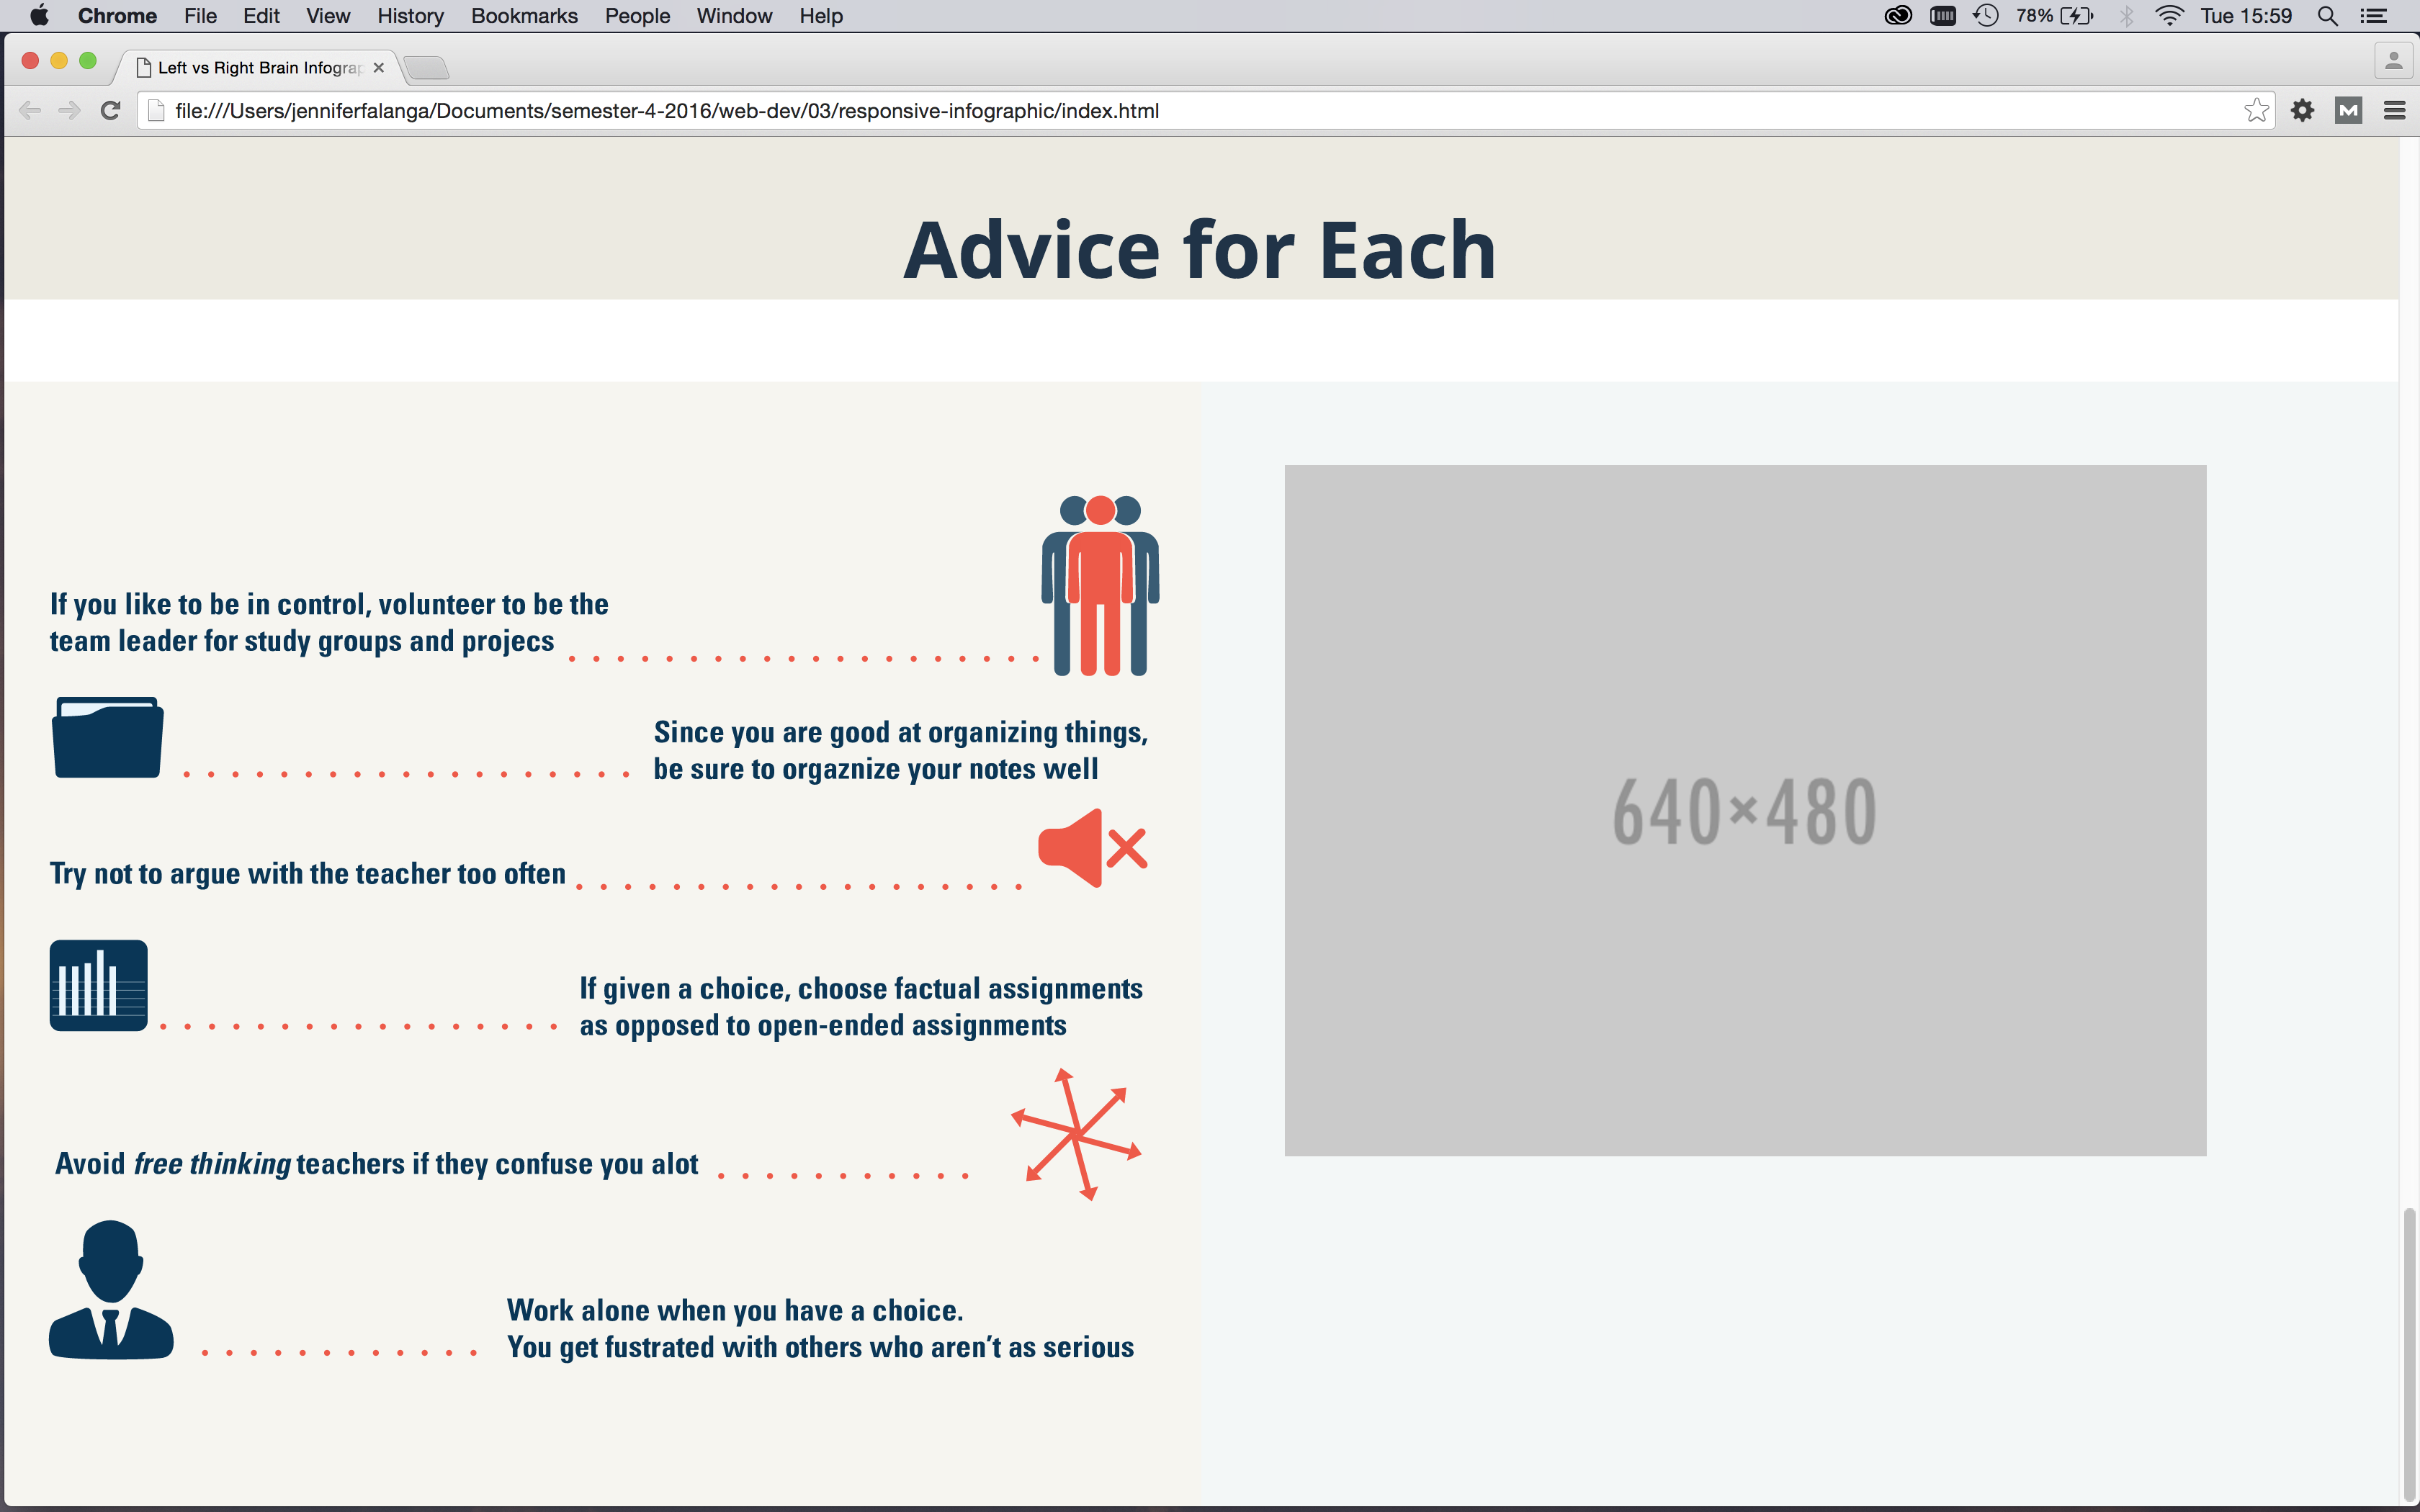 Chrome File Edit View History Bookmarks People Window Help 78% Tue 15:59
Left vs Right Brain Infograp
file:///Users/jenniferfalanga/Documents/semester-4-2016/web-dev/03/responsive-infographic/index.html
Advice for Each
If you like to be in control, volunteer to be the
team leader for study groups and projecs
Since you are good at organizing things,
be sure to orgaznize your notes well
Try not to argue with the teacher too often
If given a choice, choose factual assignments
as opposed to open-ended assignments
Avoid free thinking teachers if they confuse you alot
Work alone when you have a choice.
You get fustrated with others who aren’t as serious
640×480